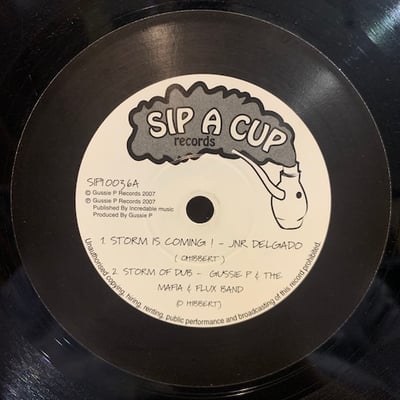 SIP A CUP
records
SIP10036A
℗ Gussie P Records 2007
© Gussie P Records 2007
Published By Incredable music
Produced By Gussie P
1. STORM IS COMING ! - JNR DELGADO
( OHIBBERT )
2. STORM OF DUB - GUSSIE P & THE
MAFIA & FLUX BAND
(O HIBBERT)
Unauthorised copying, hiring, renting, public performance and broadcasting of this record prohibited.